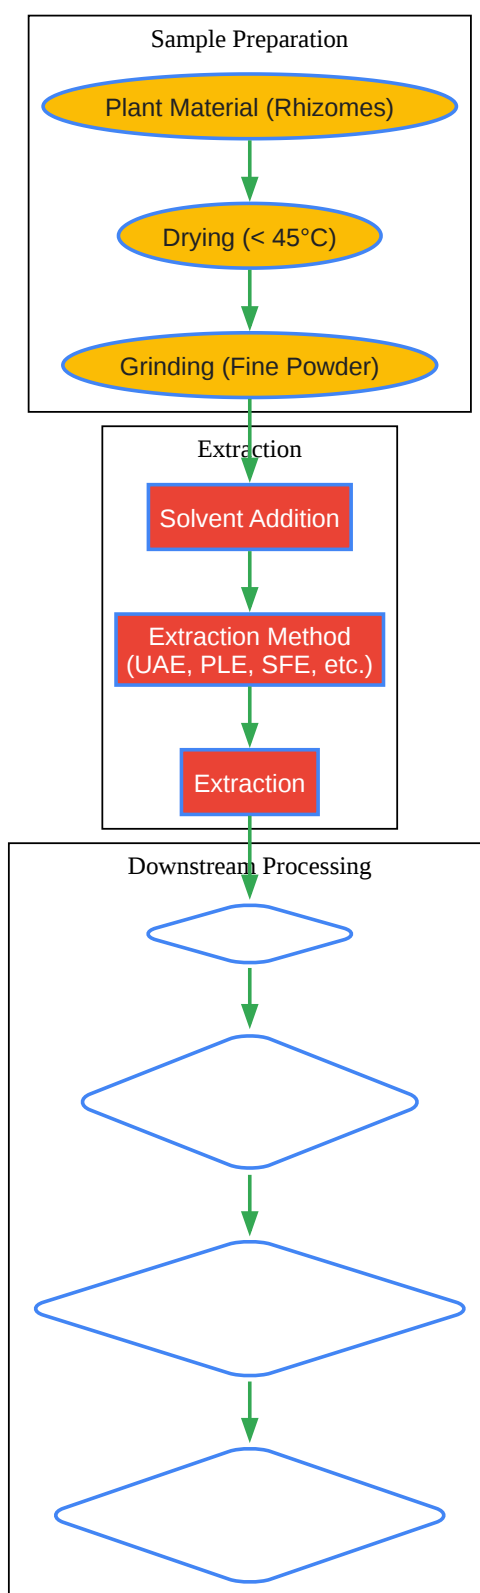 Sample Preparation
Plant Material (Rhizomes)
Drying (< 45°C)
Grinding (Fine Powder)
Extraction
Solvent Addition
Extraction Method
(UAE, PLE, SFE, etc.)
Extraction
Downstream Processing